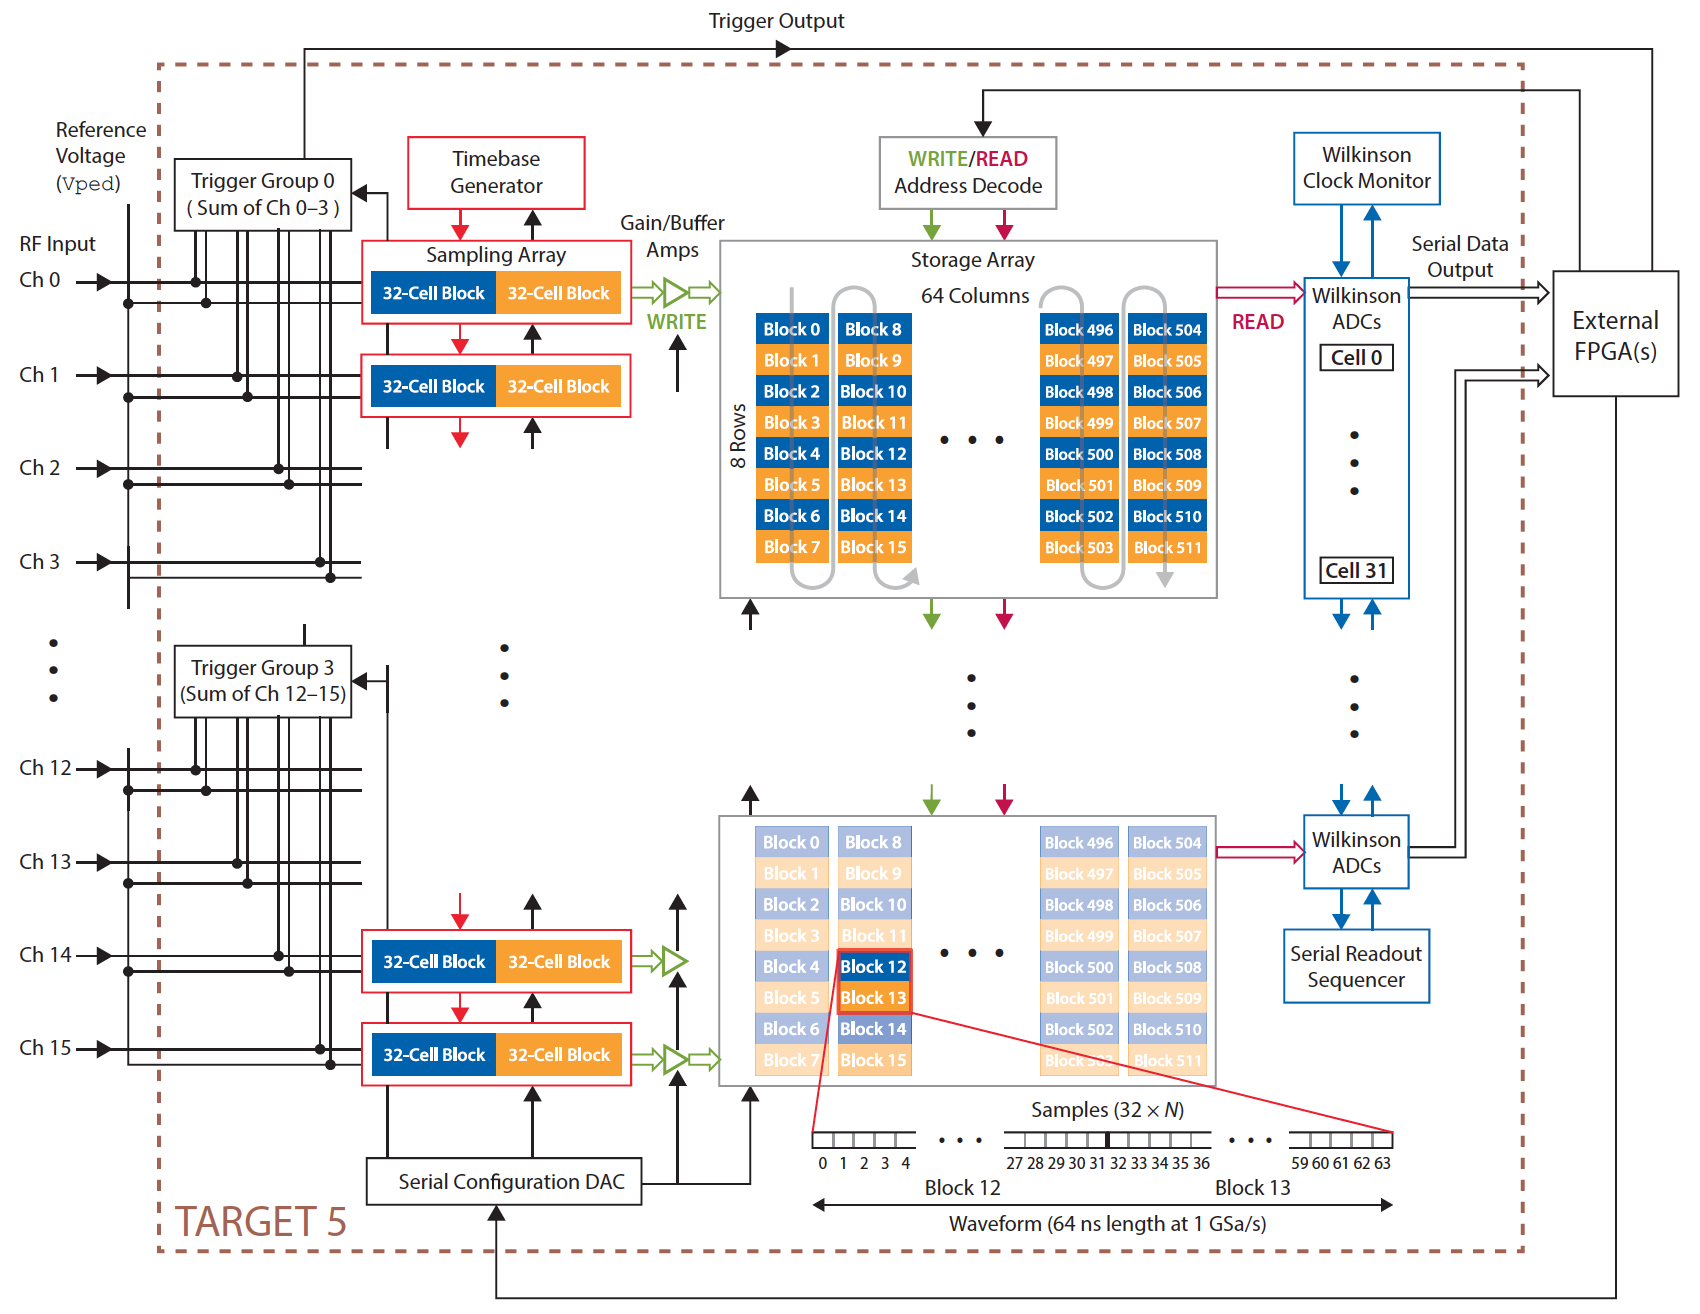 Trigger Output
Reference
Voltage
(Vped)
RF Input
Ch 0
Ch 1
Ch 2
Ch 3
Ch 12
Ch 13
Ch 14
Ch 15
Trigger Group 0
( Sum of Ch 0–3 )
Trigger Group 3
(Sum of Ch 12–15)
Timebase
Generator
Sampling Array
32-Cell Block 32-Cell Block
32-Cell Block 32-Cell Block
32-Cell Block 32-Cell Block
32-Cell Block 32-Cell Block
Gain/Buffer
Amps
WRITE
WRITE/READ
Address Decode
Storage Array
64 Columns
8 Rows
Block 0 Block 8 Block 496 Block 504
Block 1 Block 9 Block 497 Block 505
Block 2 Block 10 Block 498 Block 506
Block 3 Block 11 Block 499 Block 507
Block 4 Block 12 Block 500 Block 508
Block 5 Block 13 Block 501 Block 509
Block 6 Block 14 Block 502 Block 510
Block 7 Block 15 Block 503 Block 511
READ
Wilkinson
Clock Monitor
Wilkinson
ADCs
Cell 0
Cell 31
Serial Data
Output
External
FPGA(s)
Block 0 Block 8 Block 496 Block 504
Block 1 Block 9 Block 497 Block 505
Block 2 Block 10 Block 498 Block 506
Block 3 Block 11 Block 499 Block 507
Block 4 Block 12 Block 500 Block 508
Block 5 Block 13 Block 501 Block 509
Block 6 Block 14 Block 502 Block 510
Block 7 Block 15 Block 503 Block 511
Wilkinson
ADCs
Serial Readout
Sequencer
Samples (32 × N)
0 1 2 3 4 27 28 29 30 31 32 33 34 35 36 59 60 61 62 63
Block 12 Block 13
Waveform (64 ns length at 1 GSa/s)
Serial Configuration DAC
TARGET 5